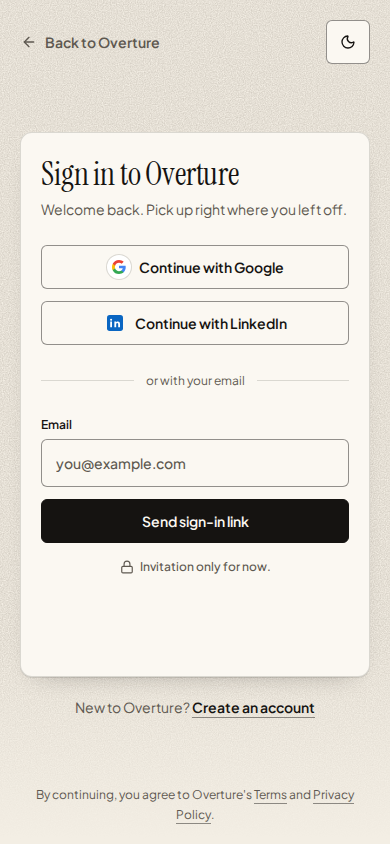 Back to Overture
Sign in to Overture
Welcome back. Pick up right where you left off.
Continue with Google
Continue with LinkedIn
or with your email
Email
you@example.com
Send sign-in link
Invitation only for now.
New to Overture? Create an account
By continuing, you agree to Overture's Terms and Privacy
Policy.